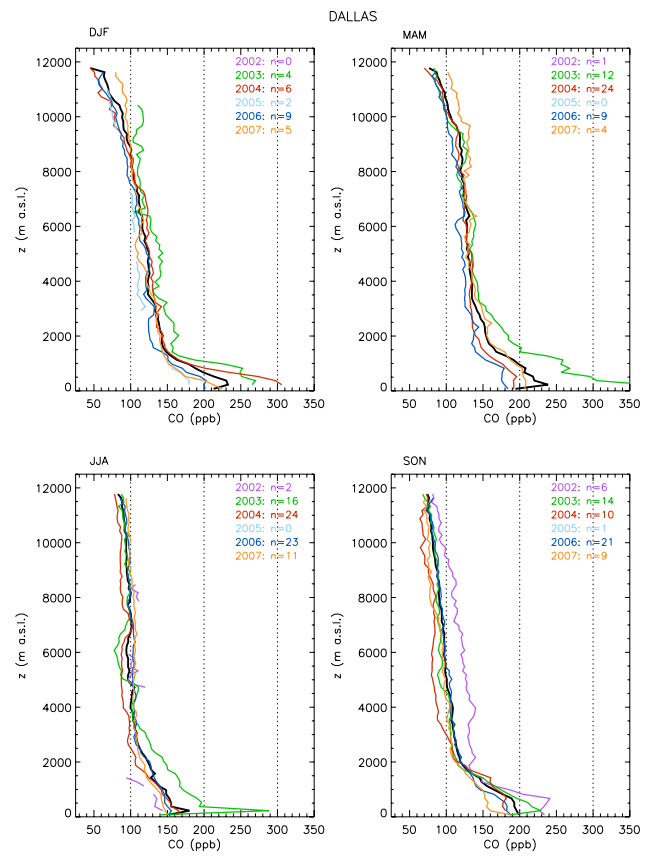 DALLAS
DJF
12000
10000
8000
6000
4000
2000
0
z (m a.s.l.)
2002: n=0
2003: n=4
2004: n=6
2005: n=2
2006: n=9
2007: n=5
50 100 150 200 250 300 350
CO (ppb)
MAM
12000
10000
8000
6000
4000
2000
0
z (m a.s.l.)
2002: n=1
2003: n=12
2004: n=24
2005: n=0
2006: n=9
2007: n=4
50 100 150 200 250 300 350
CO (ppb)
JJA
12000
10000
8000
6000
4000
2000
0
z (m a.s.l.)
2002: n=2
2003: n=16
2004: n=24
2005: n=0
2006: n=23
2007: n=11
50 100 150 200 250 300 350
CO (ppb)
SON
12000
10000
8000
6000
4000
2000
0
z (m a.s.l.)
2002: n=6
2003: n=14
2004: n=10
2005: n=1
2006: n=21
2007: n=9
50 100 150 200 250 300 350
CO (ppb)